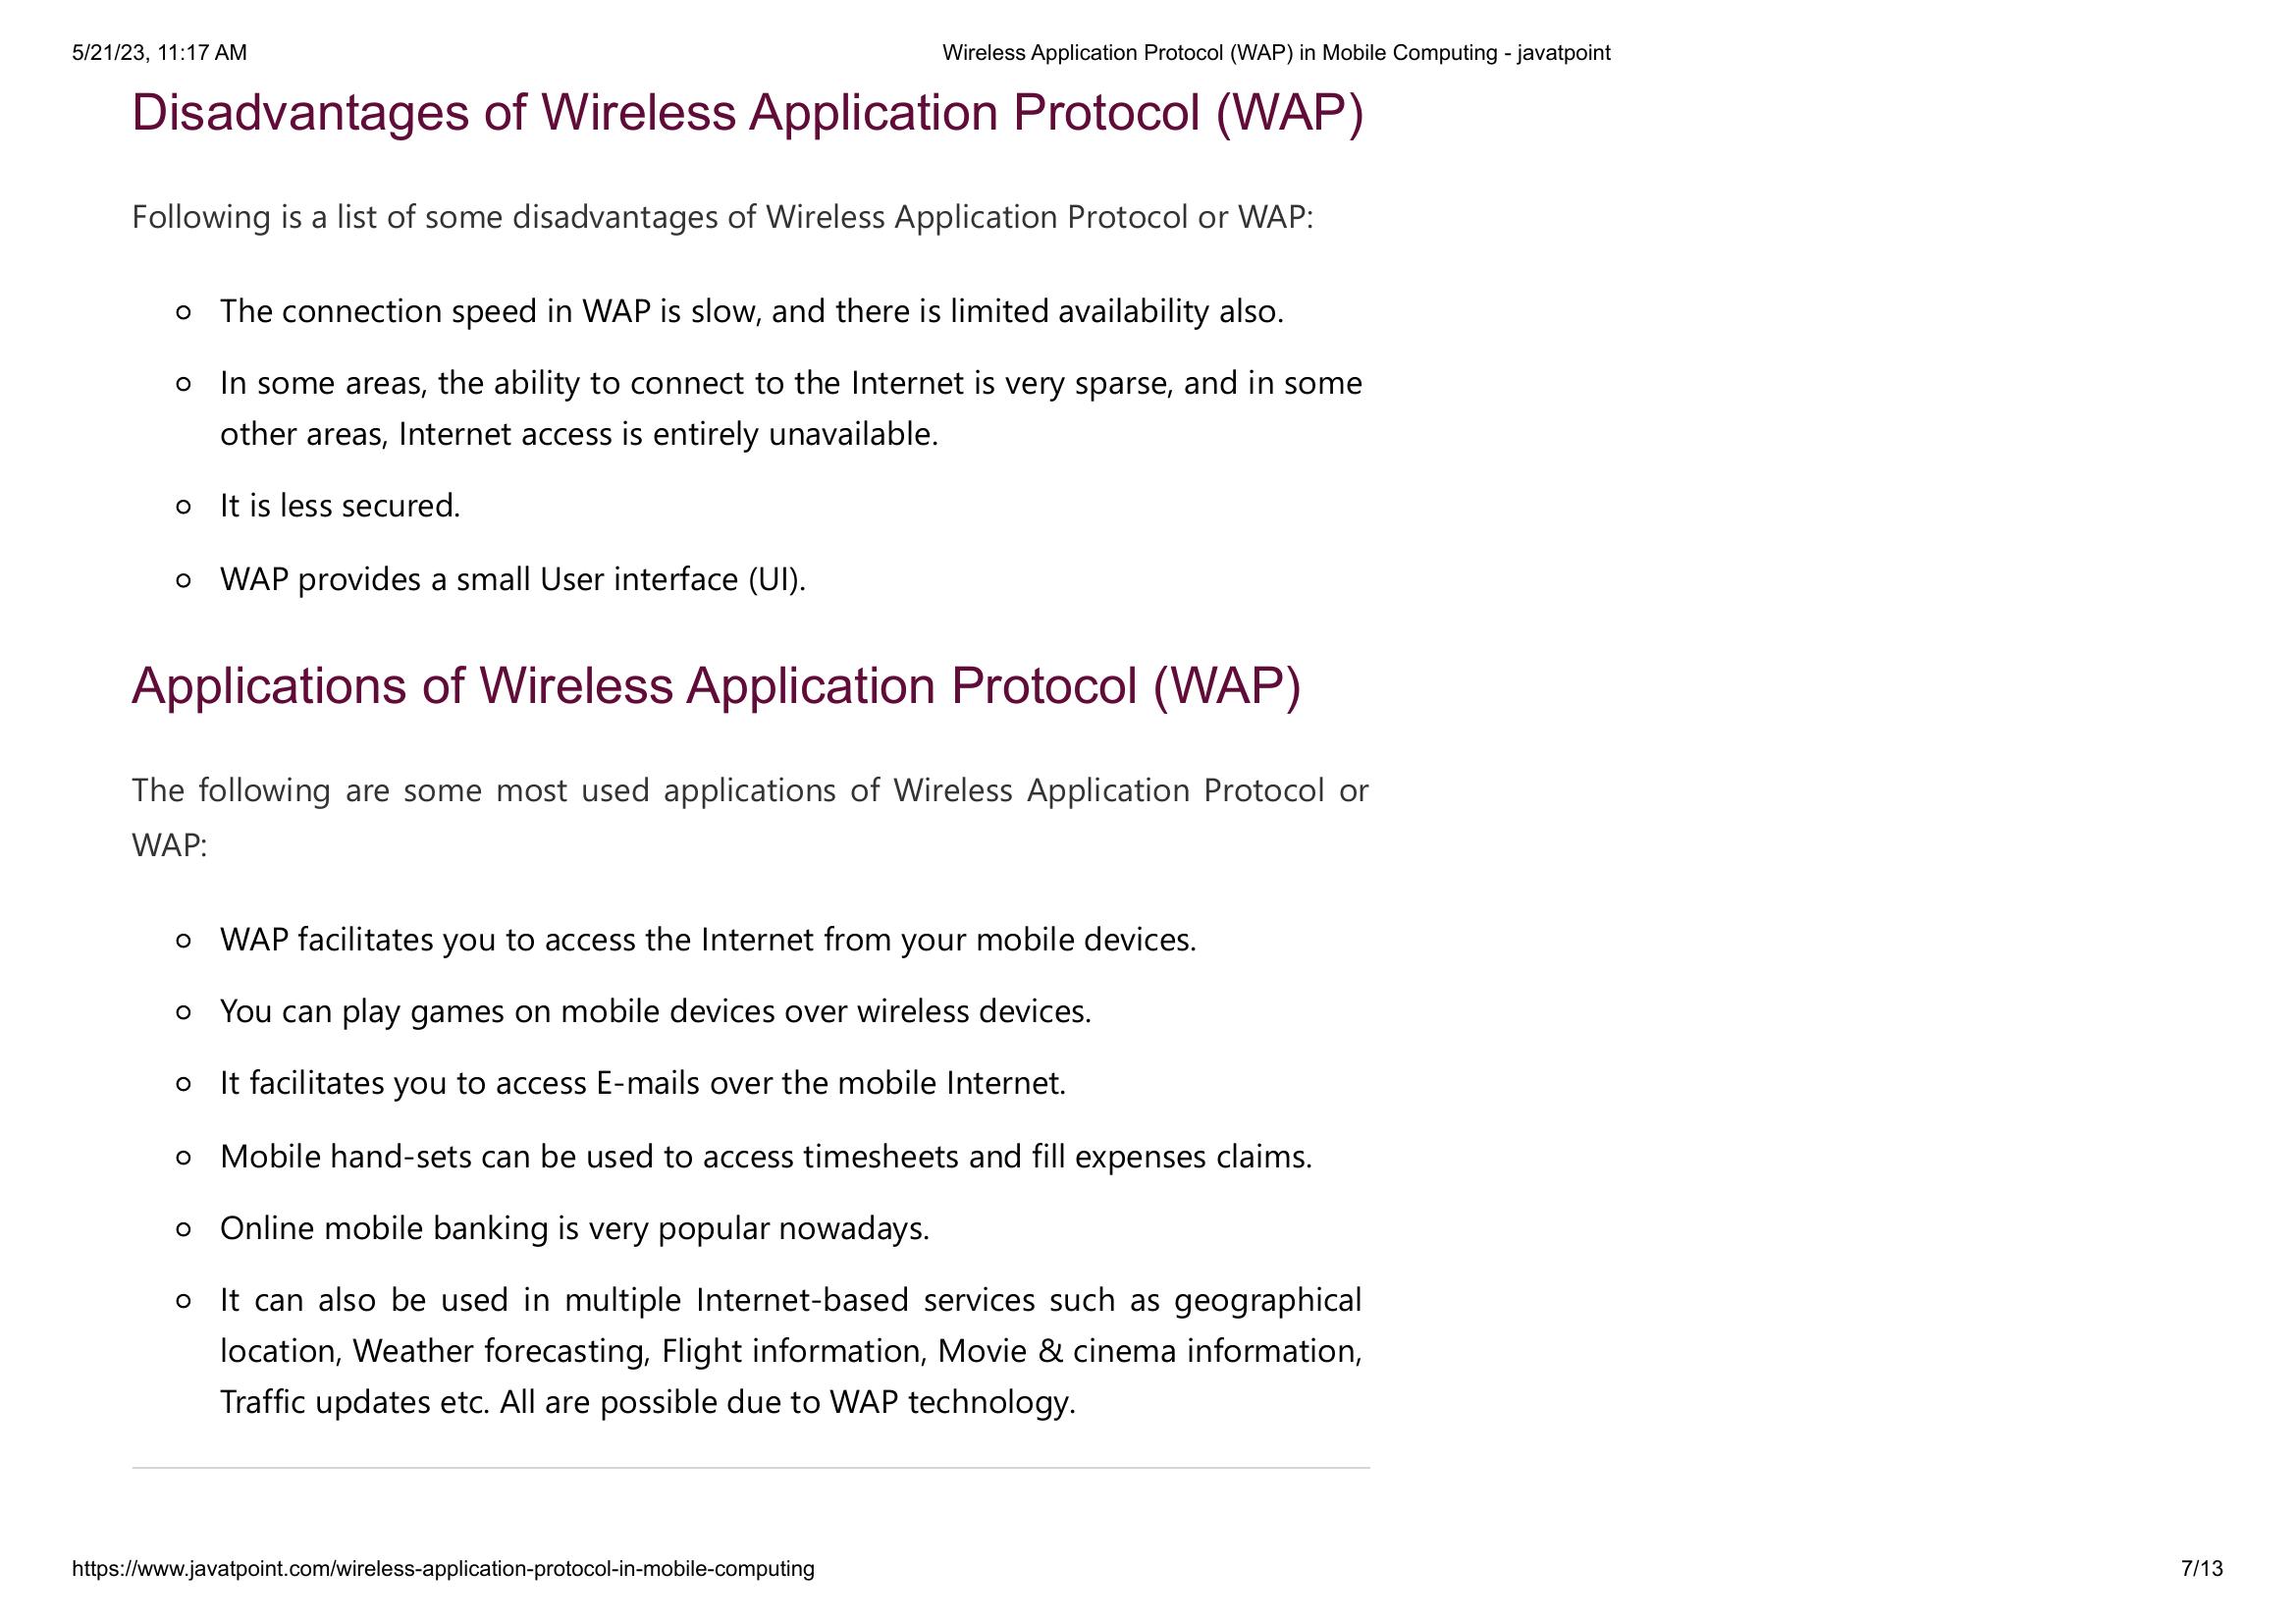 5/21/23, 11:17 AM
Wireless Application Protocol (WAP) in Mobile Computing - javatpoint
Disadvantages of Wireless Application Protocol (WAP)
Following is a list of some disadvantages of Wireless Application Protocol or WAP:
The connection speed in WAP is slow, and there is limited availability also.
In some areas, the ability to connect to the Internet is very sparse, and in some
other areas, Internet access is entirely unavailable.
It is less secured.
WAP provides a small User interface (UI).
Applications of Wireless Application Protocol (WAP)
The following are some most used applications of Wireless Application Protocol or
WAP:
WAP facilitates you to access the Internet from your mobile devices.
You can play games on mobile devices over wireless devices.
It facilitates you to access E-mails over the mobile Internet.
Mobile hand-sets can be used to access timesheets and fill expenses claims.
Online mobile banking is very popular nowadays.
It can also be used in multiple Internet-based services such as geographical
location, Weather forecasting, Flight information, Movie & cinema information,
Traffic updates etc. All are possible due to WAP technology.
https://www.javatpoint.com/wireless-application-protocol-in-mobile-computing
7/13